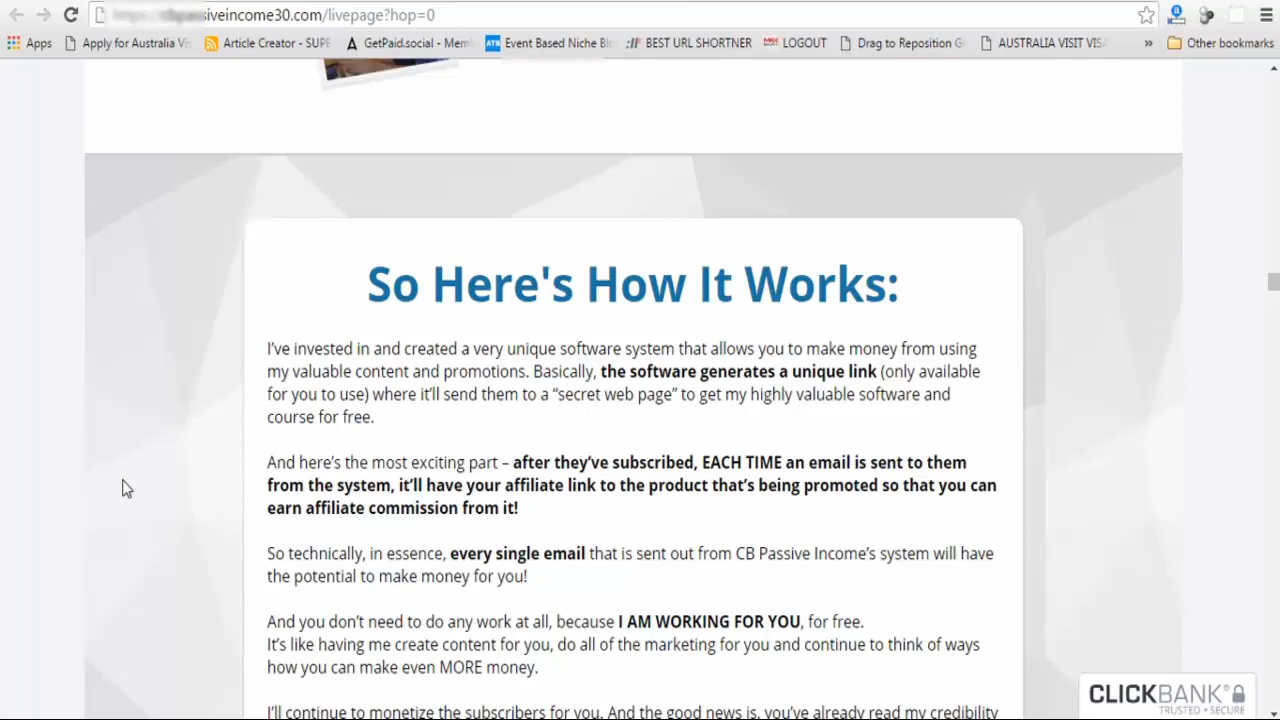 siveincome30.com/livepage?hop=0
Apps Apply for Australia Vi Article Creator - SUPE GetPaid.social - Mem ATB Event Based Niche Bl BEST URL SHORTNER LOGOUT Drag to Reposition G AUSTRALIA VISIT VISA » Other bookmarks
So Here's How It Works:
I've invested in and created a very unique software system that allows you to make money from using
my valuable content and promotions. Basically, the software generates a unique link (only available
for you to use) where it'll send them to a “secret web page” to get my highly valuable software and
course for free.
And here's the most exciting part – after they've subscribed, EACH TIME an email is sent to them
from the system, it'll have your affiliate link to the product that's being promoted so that you can
earn affiliate commission from it!
So technically, in essence, every single email that is sent out from CB Passive Income's system will have
the potential to make money for you!
And you don't need to do any work at all, because I AM WORKING FOR YOU, for free.
It's like having me create content for you, do all of the marketing for you and continue to think of ways
how you can make even MORE money.
I'll continue to monetize the subscribers for you. And the good news is, you've already read my credibility
CLICKBANK®
TRUSTED • SECURE